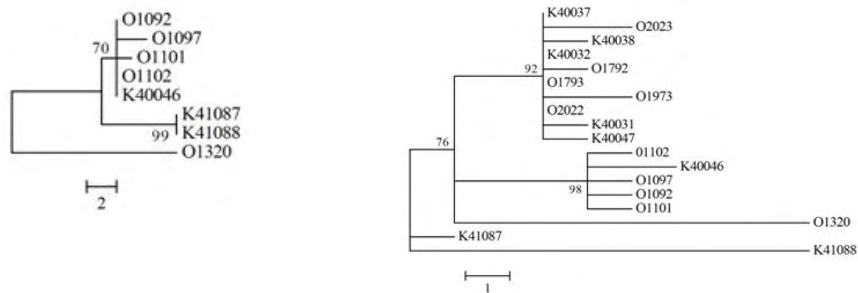 O1092
O1097
70
O1101
O1102
K40046
K41087
99
K41088
O1320
2
K40037
O2023
K40038
K40032
92
O1792
O1793
O1973
O2022
K40031
K40047
76
01102
K40046
98
O1097
O1092
O1101
O1320
K41087
K41088
1